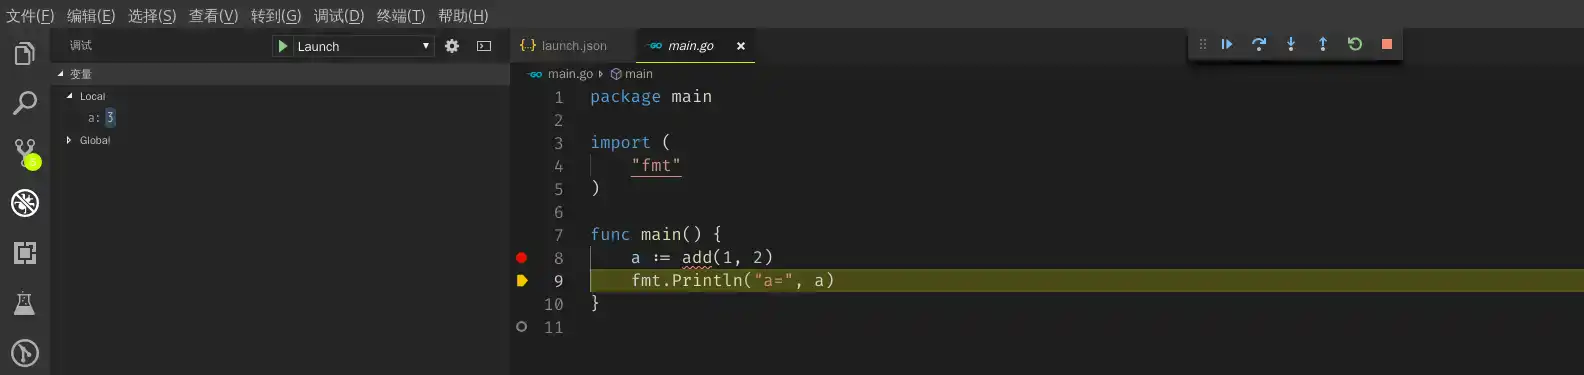 文件(F) 编辑(E) 选择(S) 查看(V) 转到(G) 调试(D) 终端(T) 帮助(H)
调试 Launch
变量
Local
a: 3
Global
launch.json main.go
main.go main
1 package main
2
3 import (
4 "fmt"
5 )
6
7 func main() {
8 a := add(1, 2)
9 fmt.Println("a=", a)
10 }
11